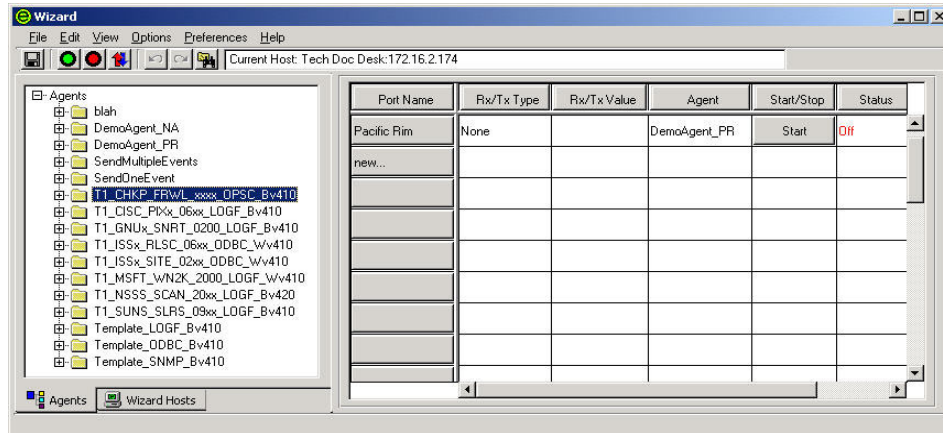 Wizard
File Edit View Options Preferences Help
Current Host: Tech Doc Desk:172.16.2.174
Agents
blah
DemoAgent_NA
DemoAgent_PR
SendMultipleEvents
SendOneEvent
T1_CHKP_FRWL_xxxx_OPSC_Bv410
T1_CISC_PIXx_06xx_LOGF_Bv410
T1_GNUx_SNRT_0200_LOGF_Bv410
T1_ISSx_RLSC_06xx_ODBC_Wv410
T1_ISSx_SITE_02xx_ODBC_Wv410
T1_MSFT_WN2K_2000_LOGF_Wv410
T1_NSSS_SCAN_20xx_LOGF_Bv420
T1_SUNS_SLRS_09xx_LOGF_Bv410
Template_LOGF_Bv410
Template_ODBC_Bv410
Template_SNMP_Bv410
Agents Wizard Hosts
Port Name Rx/Tx Type Rx/Tx Value Agent Start/Stop Status
Pacific Rim None DemoAgent_PR Start Off
new...